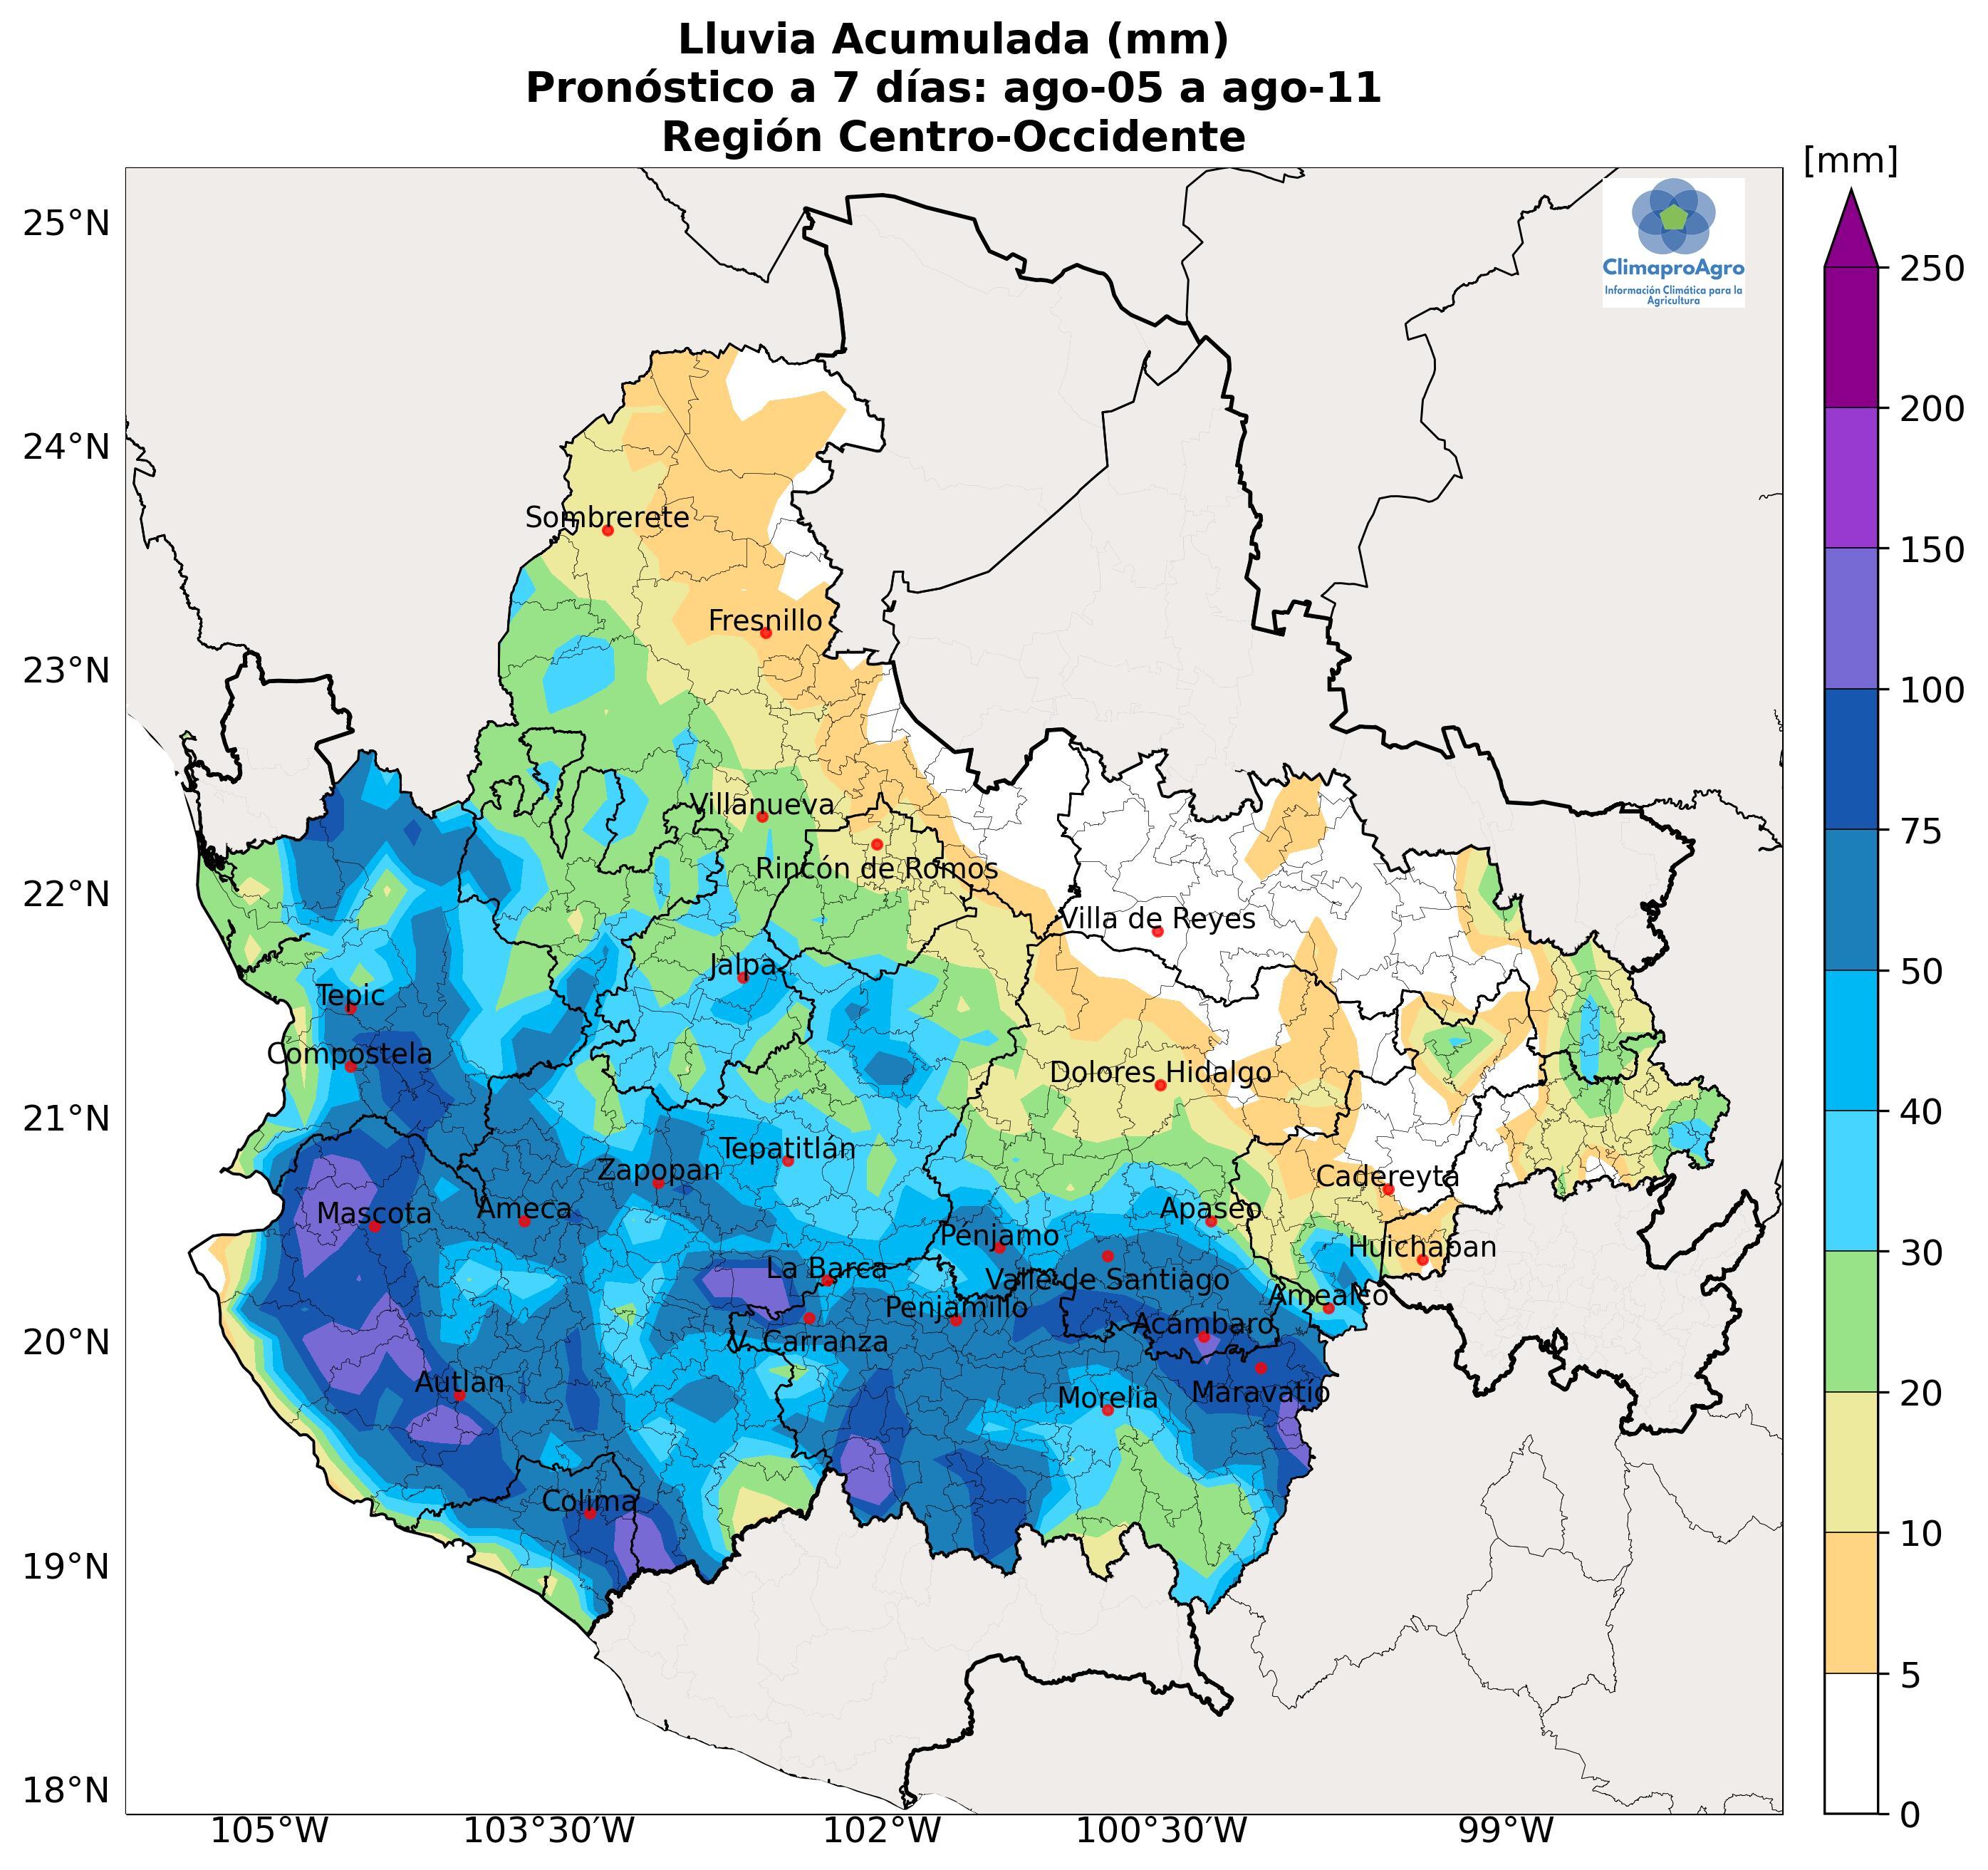 Lluvia Acumulada (mm)
Pronóstico a 7 días: ago-05 a ago-11
Región Centro-Occidente
[mm]
ClimaproAgro
Información Climática para la
Agricultura
25°N
24°N
23°N
22°N
21°N
20°N
19°N
18°N
250
200
150
100
75
50
40
30
20
10
5
0
Sombrerete
Fresnillo
Villanueva
Rincón de Romos
Villa de Reyes
Jalpa
Tepic
Compostela
Dolores Hidalgo
Tepatitlán
Zapopan
Cadereyta
Mascota
Ameca
Apaseo
Penjamo
Huichapan
La Barca
Valle de Santiago
Amealco
Penjamillo
Acámbaro
V. Carranza
Autlan
Morelia
Maravatio
Colima
105°W
103°30'W
102°W
100°30'W
99°W